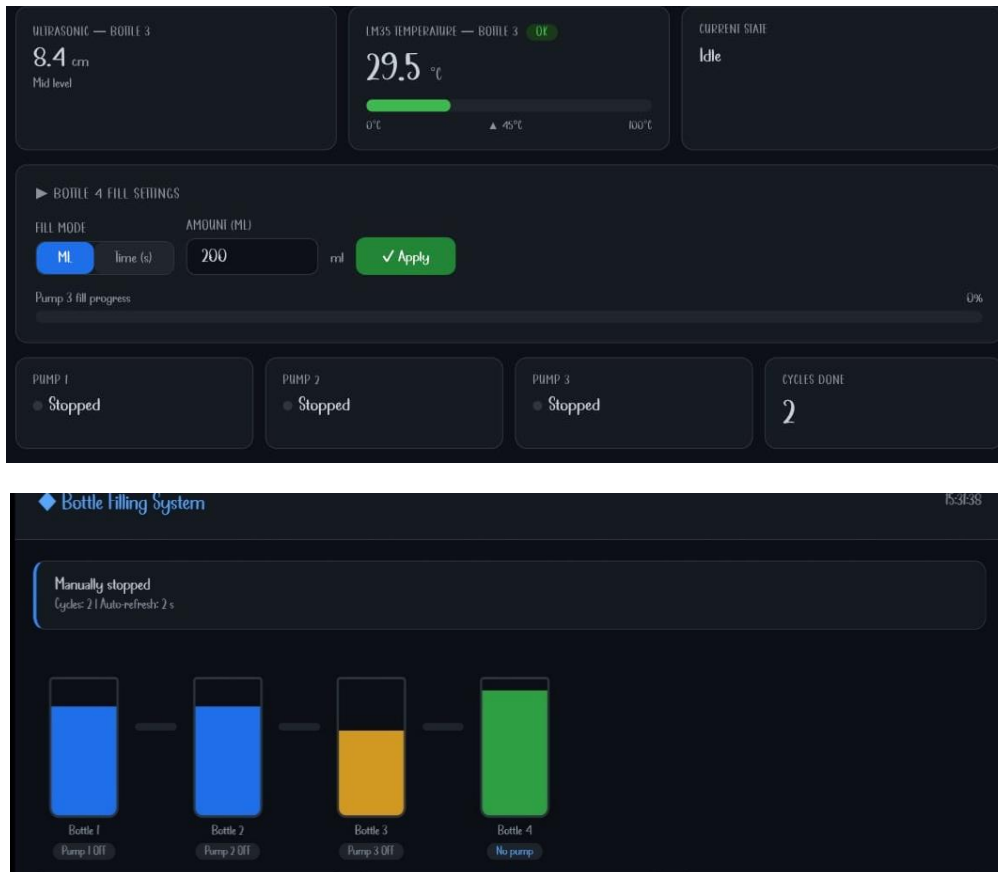 ULTRASONIC — BOTTLE 3
8.4 cm
Mid level
LM35 TEMPERATURE — BOTTLE 3 OK
29.5 °C
0°C ▲ 45°C 100°C
CURRENT STATE
Idle
▶ BOTTLE 4 FILL SETTINGS
FILL MODE
ML Time (s)
AMOUNT (ML)
200 ml ✓ Apply
Pump 3 fill progress 0%
PUMP 1
Stopped
PUMP 2
Stopped
PUMP 3
Stopped
CYCLES DONE
2
◆ Bottle Filling System 15:31:38
Manually stopped
Cycles: 2 | Auto-refresh: 2 s
Bottle 1 Bottle 2 Bottle 3 Bottle 4
Pump 1 Off Pump 2 Off Pump 3 Off No pump